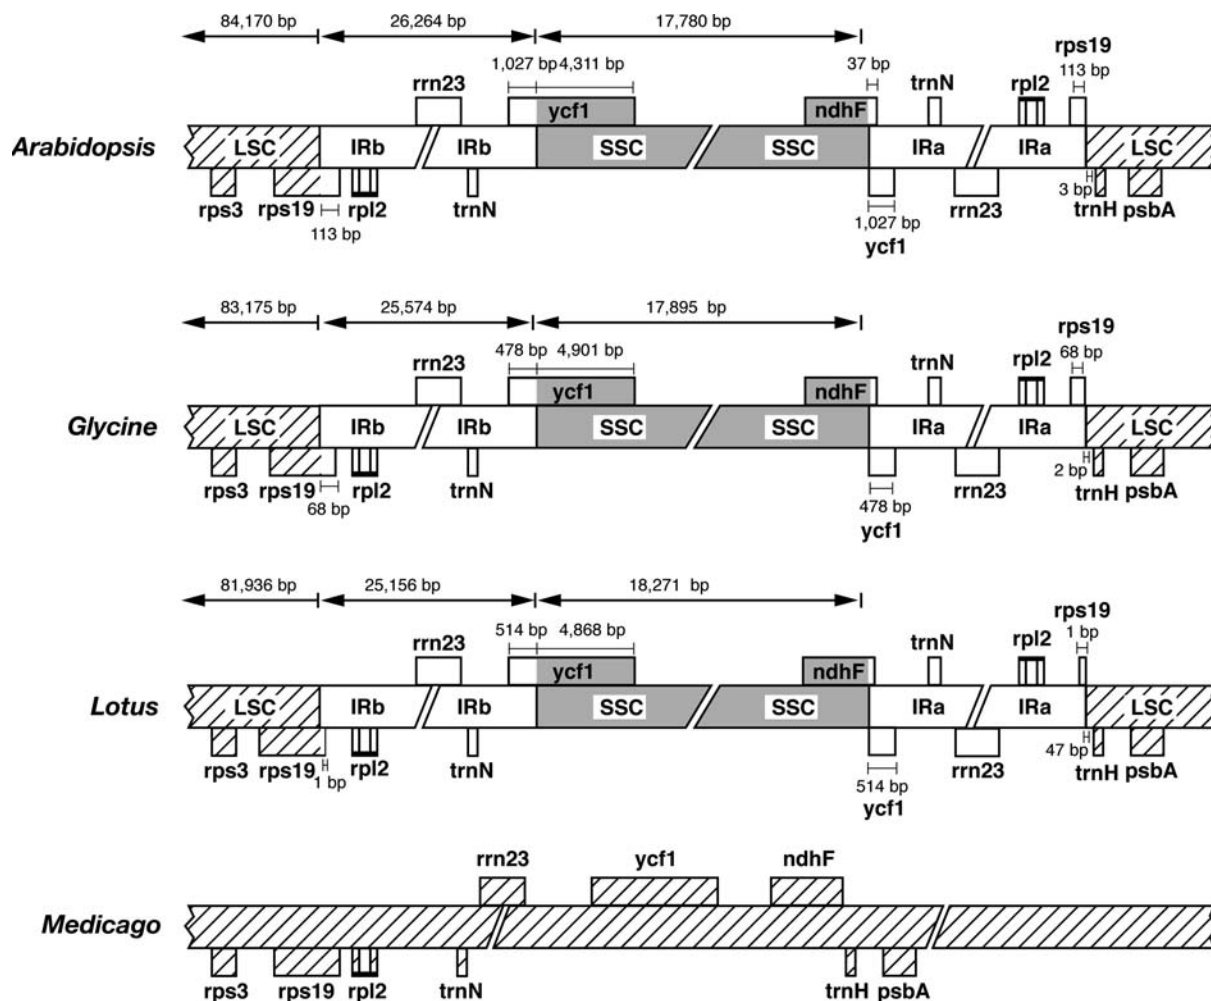 84,170 bp 26,264 bp 17,780 bp
rps19
1,027 bp 4,311 bp 37 bp 113 bp
rrn23 trnN rpl2
ycf1 ndhF
Arabidopsis LSC IRb IRb SSC SSC IRa IRa LSC
3 bp
rps3 rps19 rpl2 trnN rrn23 trnH psbA
113 bp 1,027 bp
ycf1
83,175 bp 25,574 bp 17,895 bp
rps19
478 bp 4,901 bp 68 bp
rrn23 trnN rpl2
ycf1 ndhF
Glycine LSC IRb IRb SSC SSC IRa IRa LSC
2 bp
rps3 rps19 rpl2 trnN rrn23 trnH psbA
68 bp 478 bp
ycf1
81,936 bp 25,156 bp 18,271 bp
rps19
514 bp 4,868 bp 1 bp
rrn23 trnN rpl2
ycf1 ndhF
Lotus LSC IRb IRb SSC SSC IRa IRa LSC
47 bp
rps3 rps19 rpl2 trnN rrn23 trnH psbA
1 bp 514 bp
ycf1
rrn23 ycf1 ndhF
Medicago
rps3 rps19 rpl2 trnN trnH psbA